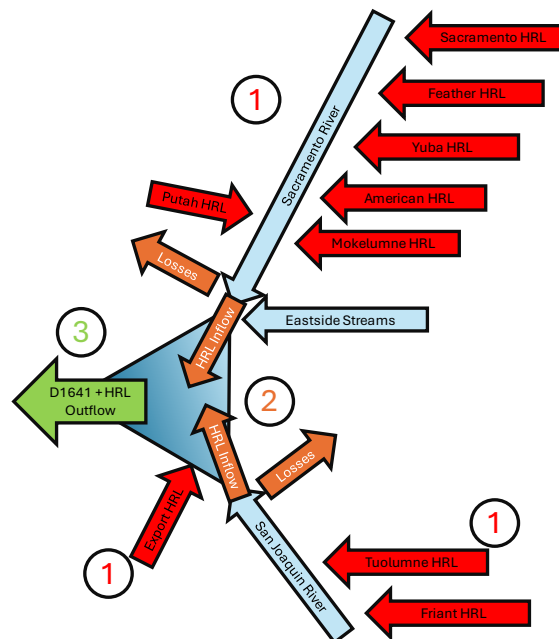 Sacramento HRL
Feather HRL
1
Yuba HRL
Sacramento River
Putah HRL
American HRL
Mokelumne HRL
Losses
Eastside Streams
HRL Inflow
3
D1641 + HRL
Outflow
2
HRL Inflow
Losses
Export HRL
1
San Joaquin River
1
Tuolumne HRL
Friant HRL